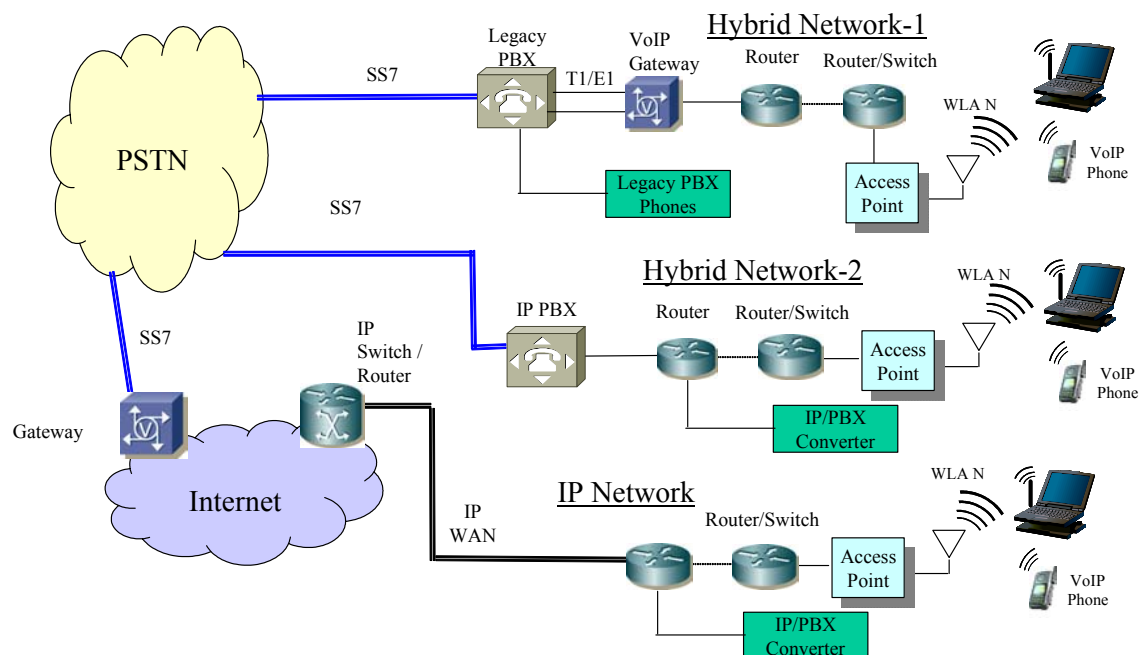 Hybrid Network-1
Legacy
PBX
VoIP
Gateway
Router
Router/Switch
SS7
T1/E1
WLA N
PSTN
VoIP
Phone
Legacy PBX
Phones
Access
Point
SS7
Hybrid Network-2
WLA N
IP PBX
Router
Router/Switch
SS7
IP
Switch /
Router
Access
Point
VoIP
Phone
Gateway
V
IP/PBX
Converter
WLA N
Internet
IP Network
IP
WAN
Router/Switch
Access
Point
VoIP
Phone
IP/PBX
Converter